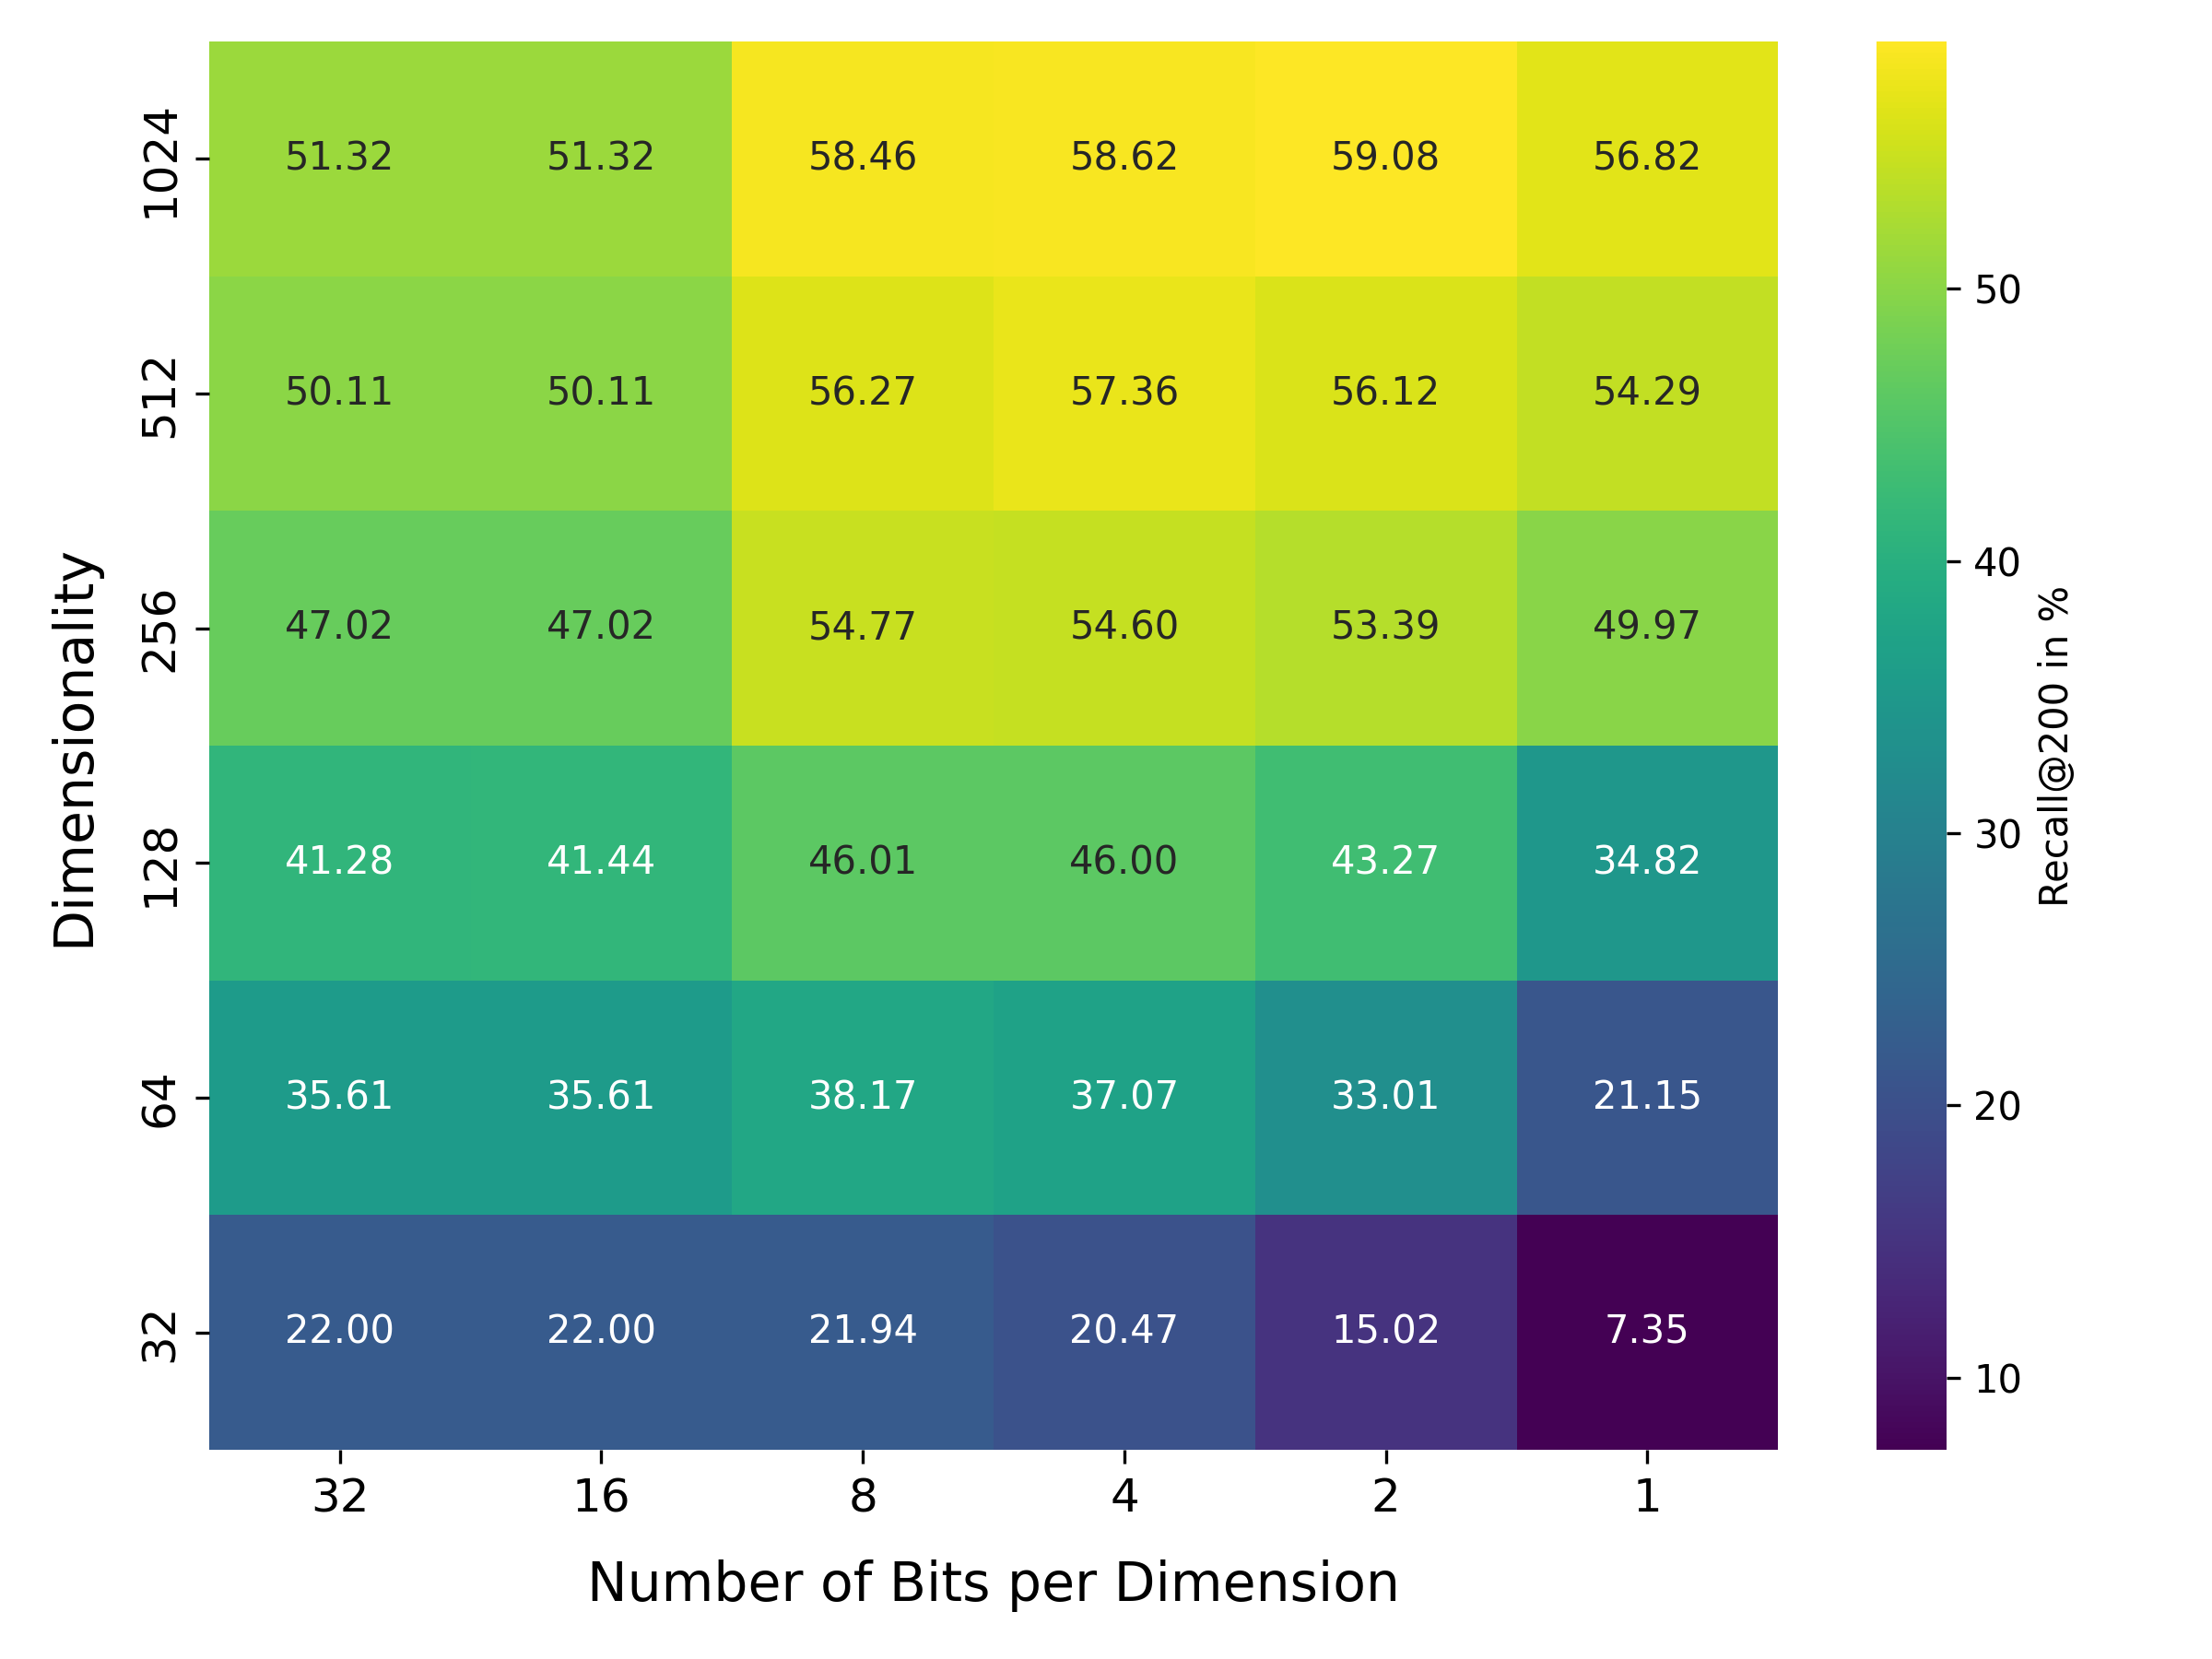 1024 51.32 51.32 58.46 58.62 59.08 56.82
512 50.11 50.11 56.27 57.36 56.12 54.29
256 47.02 47.02 54.77 54.60 53.39 49.97
128 41.28 41.44 46.01 46.00 43.27 34.82
64 35.61 35.61 38.17 37.07 33.01 21.15
32 22.00 22.00 21.94 20.47 15.02 7.35
32 16 8 4 2 1
Number of Bits per Dimension
Dimensionality
50
40
30
20
10
Recall@200 in %